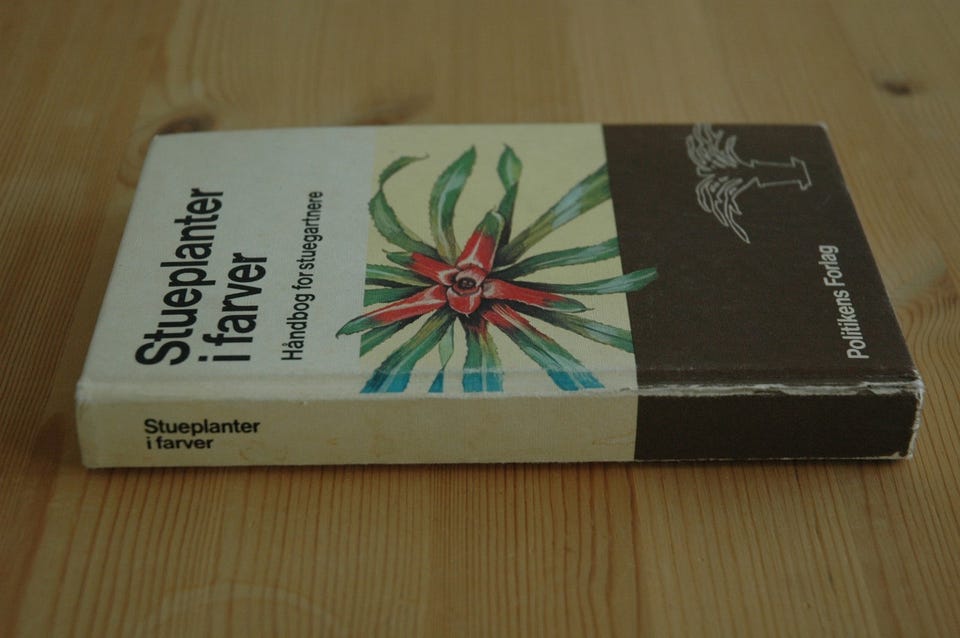 Stueplanter
i farver
Håndbog for stuegartnere
Politikens Forlag
Stueplanter
i farver